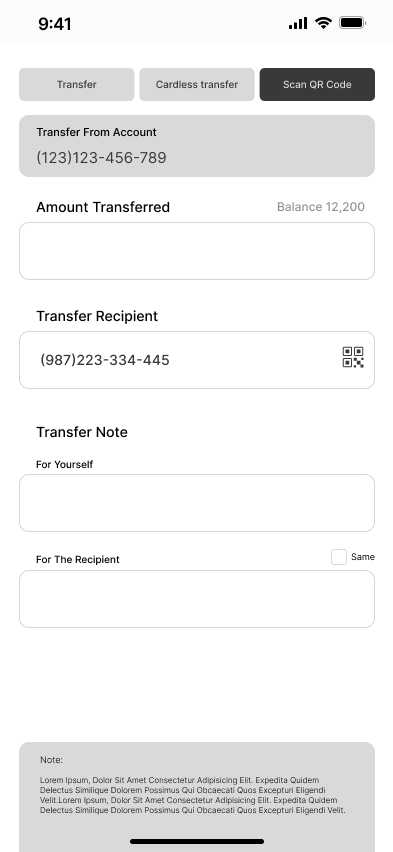 9:41
Transfer
Cardless transfer
Scan QR Code
Transfer From Account
(123)123-456-789
Amount Transferred
Balance 12,200
Transfer Recipient
(987)223-334-445
Transfer Note
For Yourself
For The Recipient
Same
Note:
Lorem Ipsum, Dolor Sit Amet Consectetur Adipisicing Elit. Expedita Quidem
Delectus Similique Dolorem Possimus Qui Obcaecati Quos Excepturi Eligendi
Velit.Lorem Ipsum, Dolor Sit Amet Consectetur Adipisicing Elit. Expedita Quidem
Delectus Similique Dolorem Possimus Qui Obcaecati Quos Excepturi Eligendi Velit.